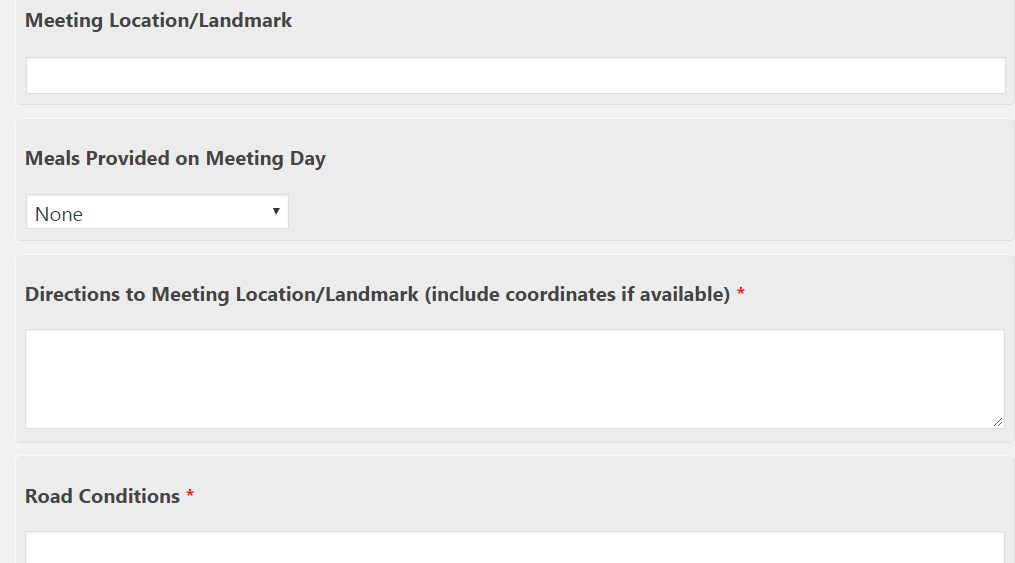 Meeting Location/Landmark
Meals Provided on Meeting Day
None
Directions to Meeting Location/Landmark (include coordinates if available) *
Road Conditions *